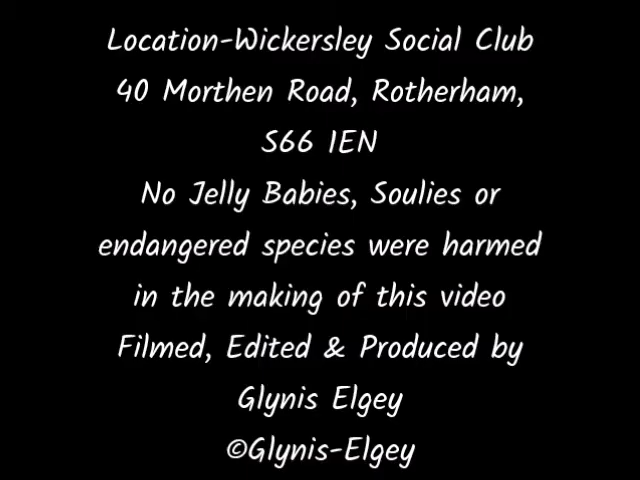 Location-Wickersley Social Club
40 Morthen Road, Rotherham,
S66 1EN
No Jelly Babies, Soulies or
endangered species were harmed
in the making of this video
Filmed, Edited & Produced by
Glynis Elgey
©Glynis-Elgey